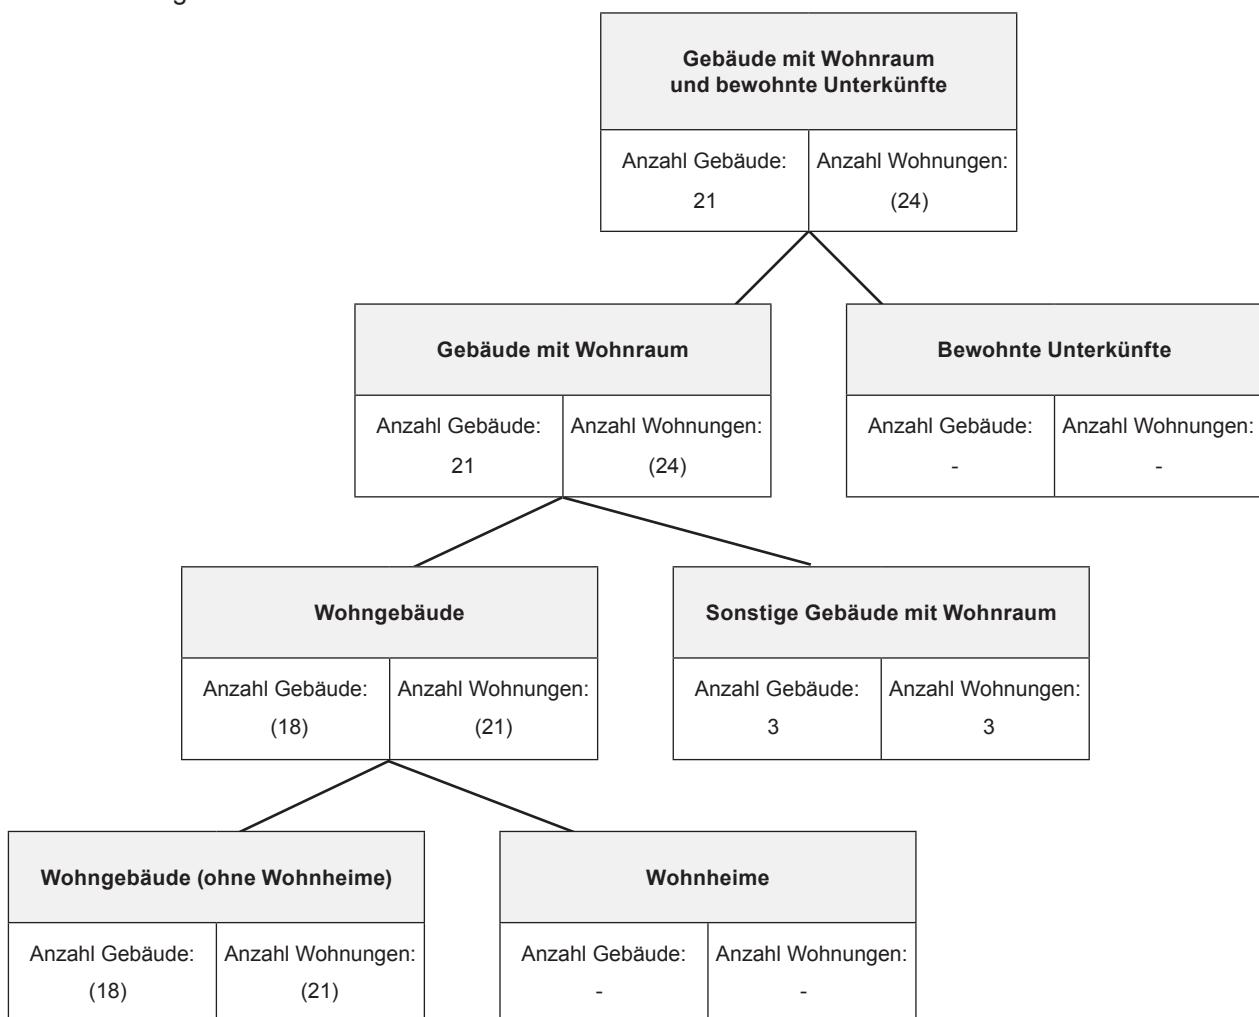 Gebäude mit Wohnraum
und bewohnte Unterkünfte
Anzahl Gebäude: Anzahl Wohnungen:
21 (24)
Gebäude mit Wohnraum Bewohnte Unterkünfte
Anzahl Gebäude: Anzahl Wohnungen: Anzahl Gebäude: Anzahl Wohnungen:
21 (24) - -
Wohngebäude Sonstige Gebäude mit Wohnraum
Anzahl Gebäude: Anzahl Wohnungen: Anzahl Gebäude: Anzahl Wohnungen:
(18) (21) 3 3
Wohngebäude (ohne Wohnheime) Wohnheime
Anzahl Gebäude: Anzahl Wohnungen: Anzahl Gebäude: Anzahl Wohnungen:
(18) (21) - -